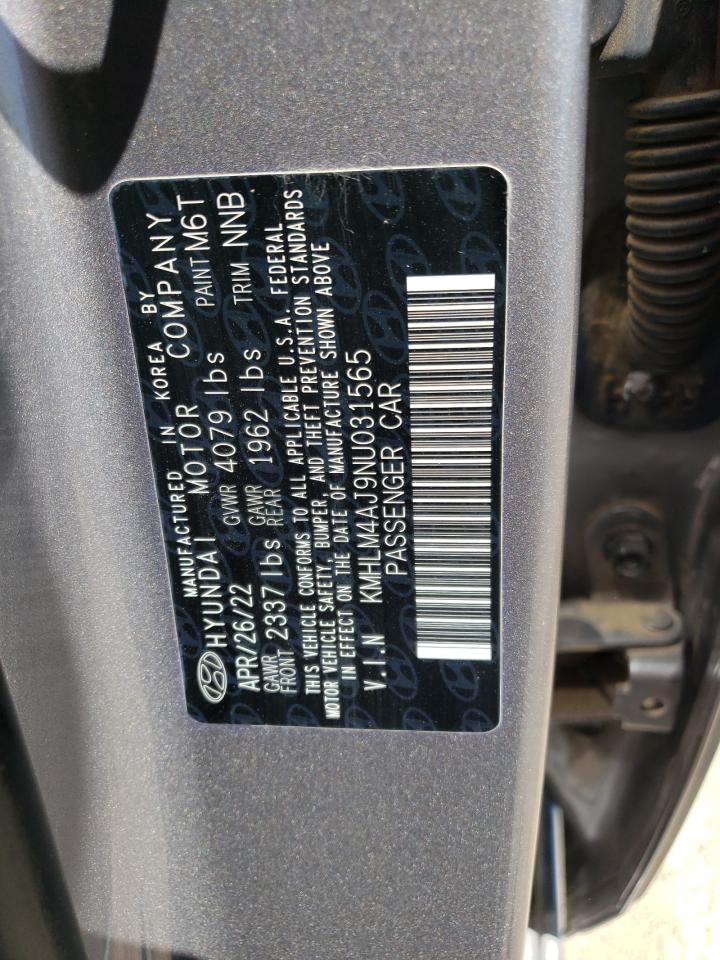 MANUFACTURED IN KOREA BY
HYUNDAI MOTOR COMPANY
APR/26/22 GVWR 4079 lbs PAINT M6T
GAWR FRONT 2337 lbs GAWR REAR 1962 lbs TRIM NNB
THIS VEHICLE CONFORMS TO ALL APPLICABLE U.S.A. FEDERAL
MOTOR VEHICLE SAFETY, BUMPER, AND THEFT PREVENTION STANDARDS
IN EFFECT ON THE DATE OF MANUFACTURE SHOWN ABOVE
V.I.N KMHLM4AJ9NU031565
PASSENGER CAR